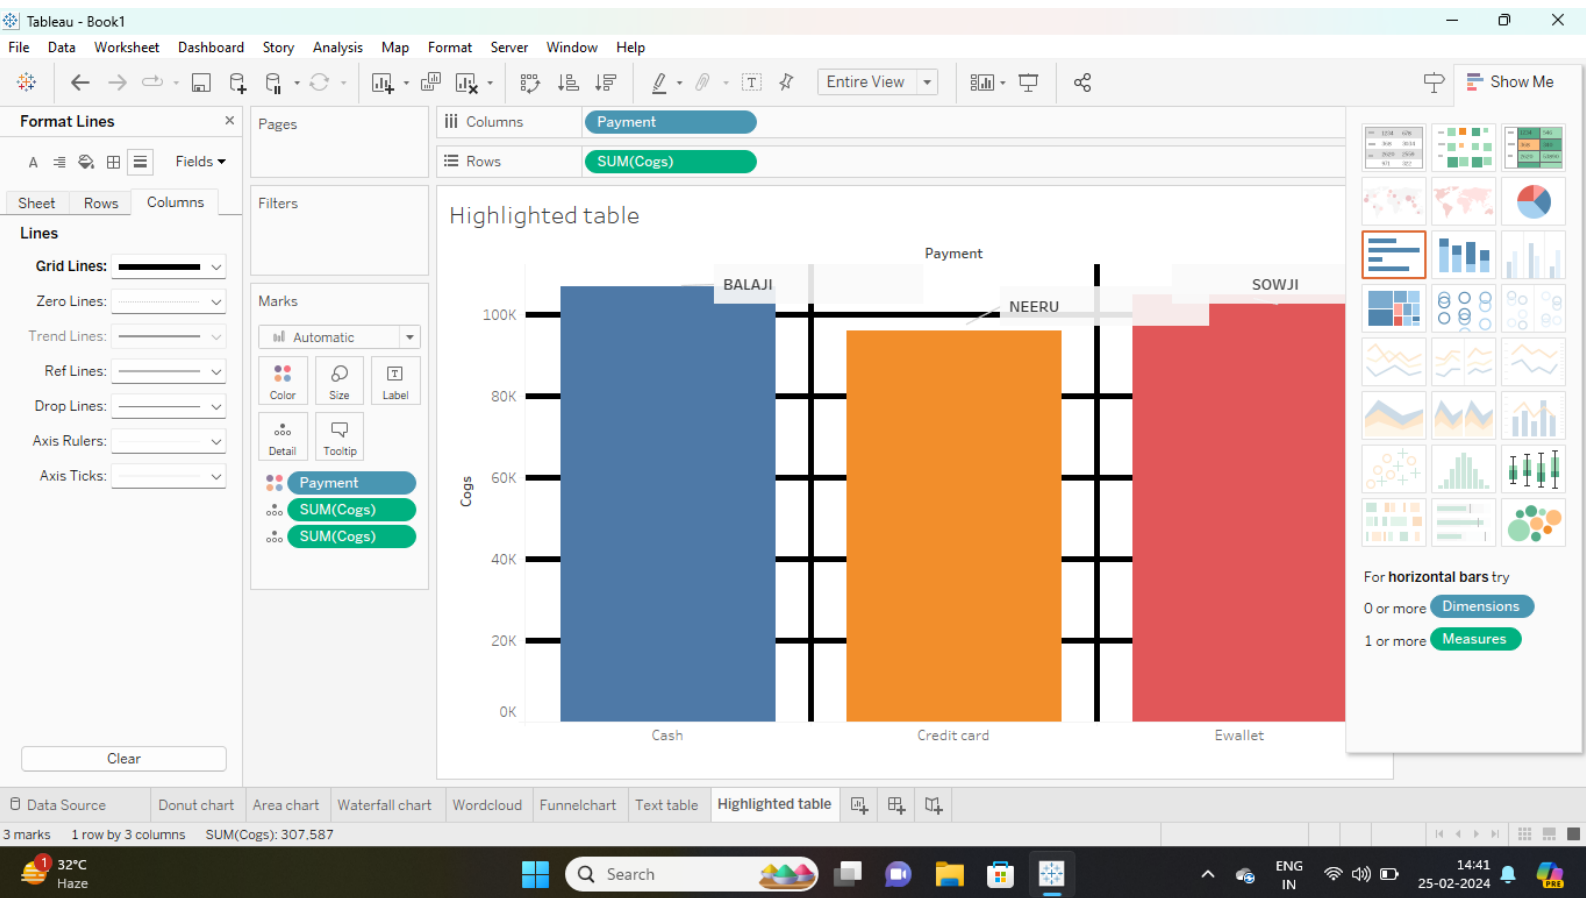 Tableau - Book1
File Data Worksheet Dashboard Story Analysis Map Format Server Window Help
Entire View
Show Me
Format Lines
Fields
Sheet Rows Columns
Lines
Grid Lines:
Zero Lines:
Trend Lines:
Ref Lines:
Drop Lines:
Axis Rulers:
Axis Ticks:
Clear
Pages
Filters
Marks
Automatic
Color Size Label
Detail Tooltip
Payment
SUM(Cogs)
SUM(Cogs)
Columns Payment
Rows SUM(Cogs)
Highlighted table
Payment
BALAJI
NEERU
SOWJI
100K
80K
60K
40K
20K
0K
Cogs
Cash Credit card Ewallet
For horizontal bars try
0 or more Dimensions
1 or more Measures
Data Source Donut chart Area chart Waterfall chart Wordcloud Funnelchart Text table Highlighted table
3 marks 1 row by 3 columns SUM(Cogs): 307,587
1
32°C
Haze
Search
ENG
IN
14:41
25-02-2024
PRE